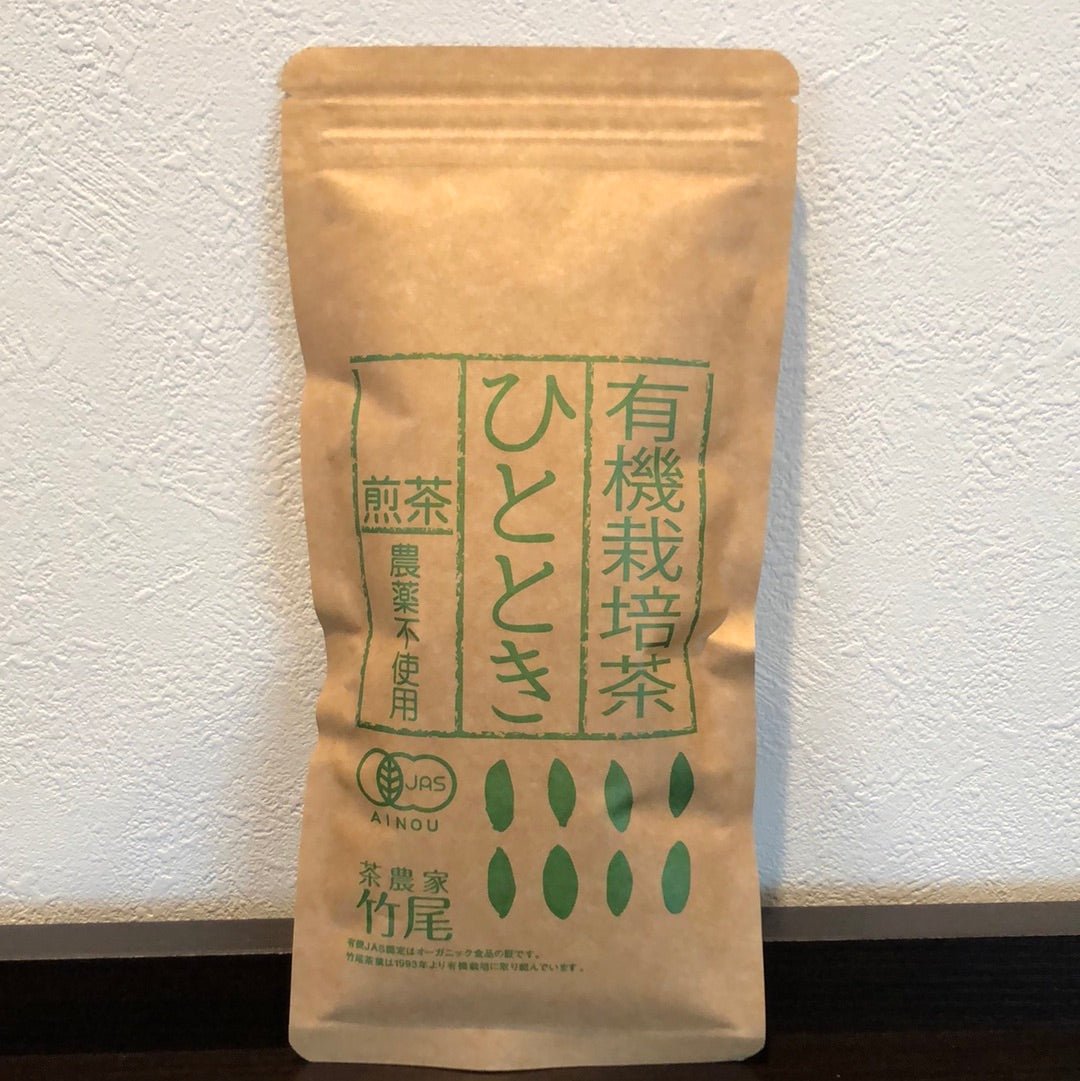 有機栽培茶
ひととき
煎茶
農薬不使用
JAS
AINOU
茶農家
竹尾
有機JAS認定はオーガニック食品の証です。
竹尾茶業は1993年より有機栽培に取り組んでいます。